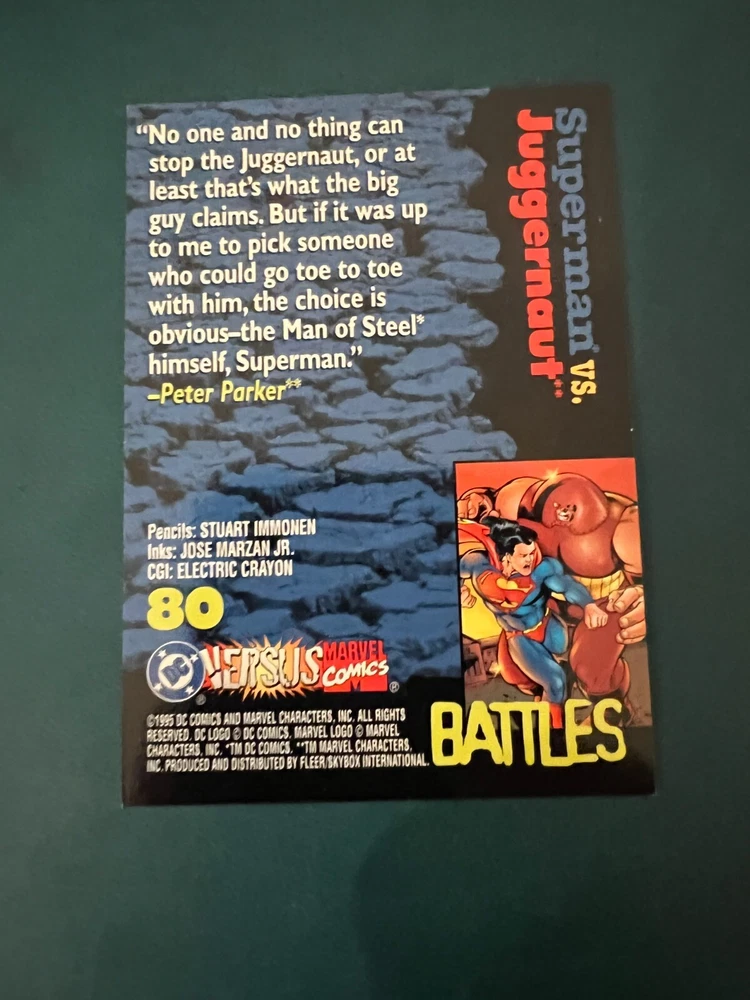 “No one and no thing can
stop the Juggernaut, or at
least that’s what the big
guy claims. But if it was up
to me to pick someone
who could go toe to toe
with him, the choice is
obvious–the Man of Steel*
himself, Superman.”
–Peter Parker**
Superman* vs.
Juggernaut**
Pencils: STUART IMMONEN
Inks: JOSE MARZAN JR.
CGI: ELECTRIC CRAYON
80
DC ® VERSUS MARVEL COMICS ®
©1995 DC COMICS AND MARVEL CHARACTERS, INC. ALL RIGHTS
RESERVED. DC LOGO © DC COMICS. MARVEL LOGO © MARVEL
CHARACTERS, INC. *TM DC COMICS. **TM MARVEL CHARACTERS,
INC. PRODUCED AND DISTRIBUTED BY FLEER/SKYBOX INTERNATIONAL.
BATTLES